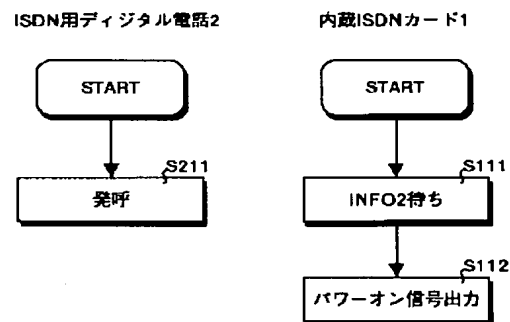 ISDN用ディジタル電話2
内蔵ISDNカード1
START
START
S211
発呼
S111
INFO2待ち
S112
パワーオン信号出力